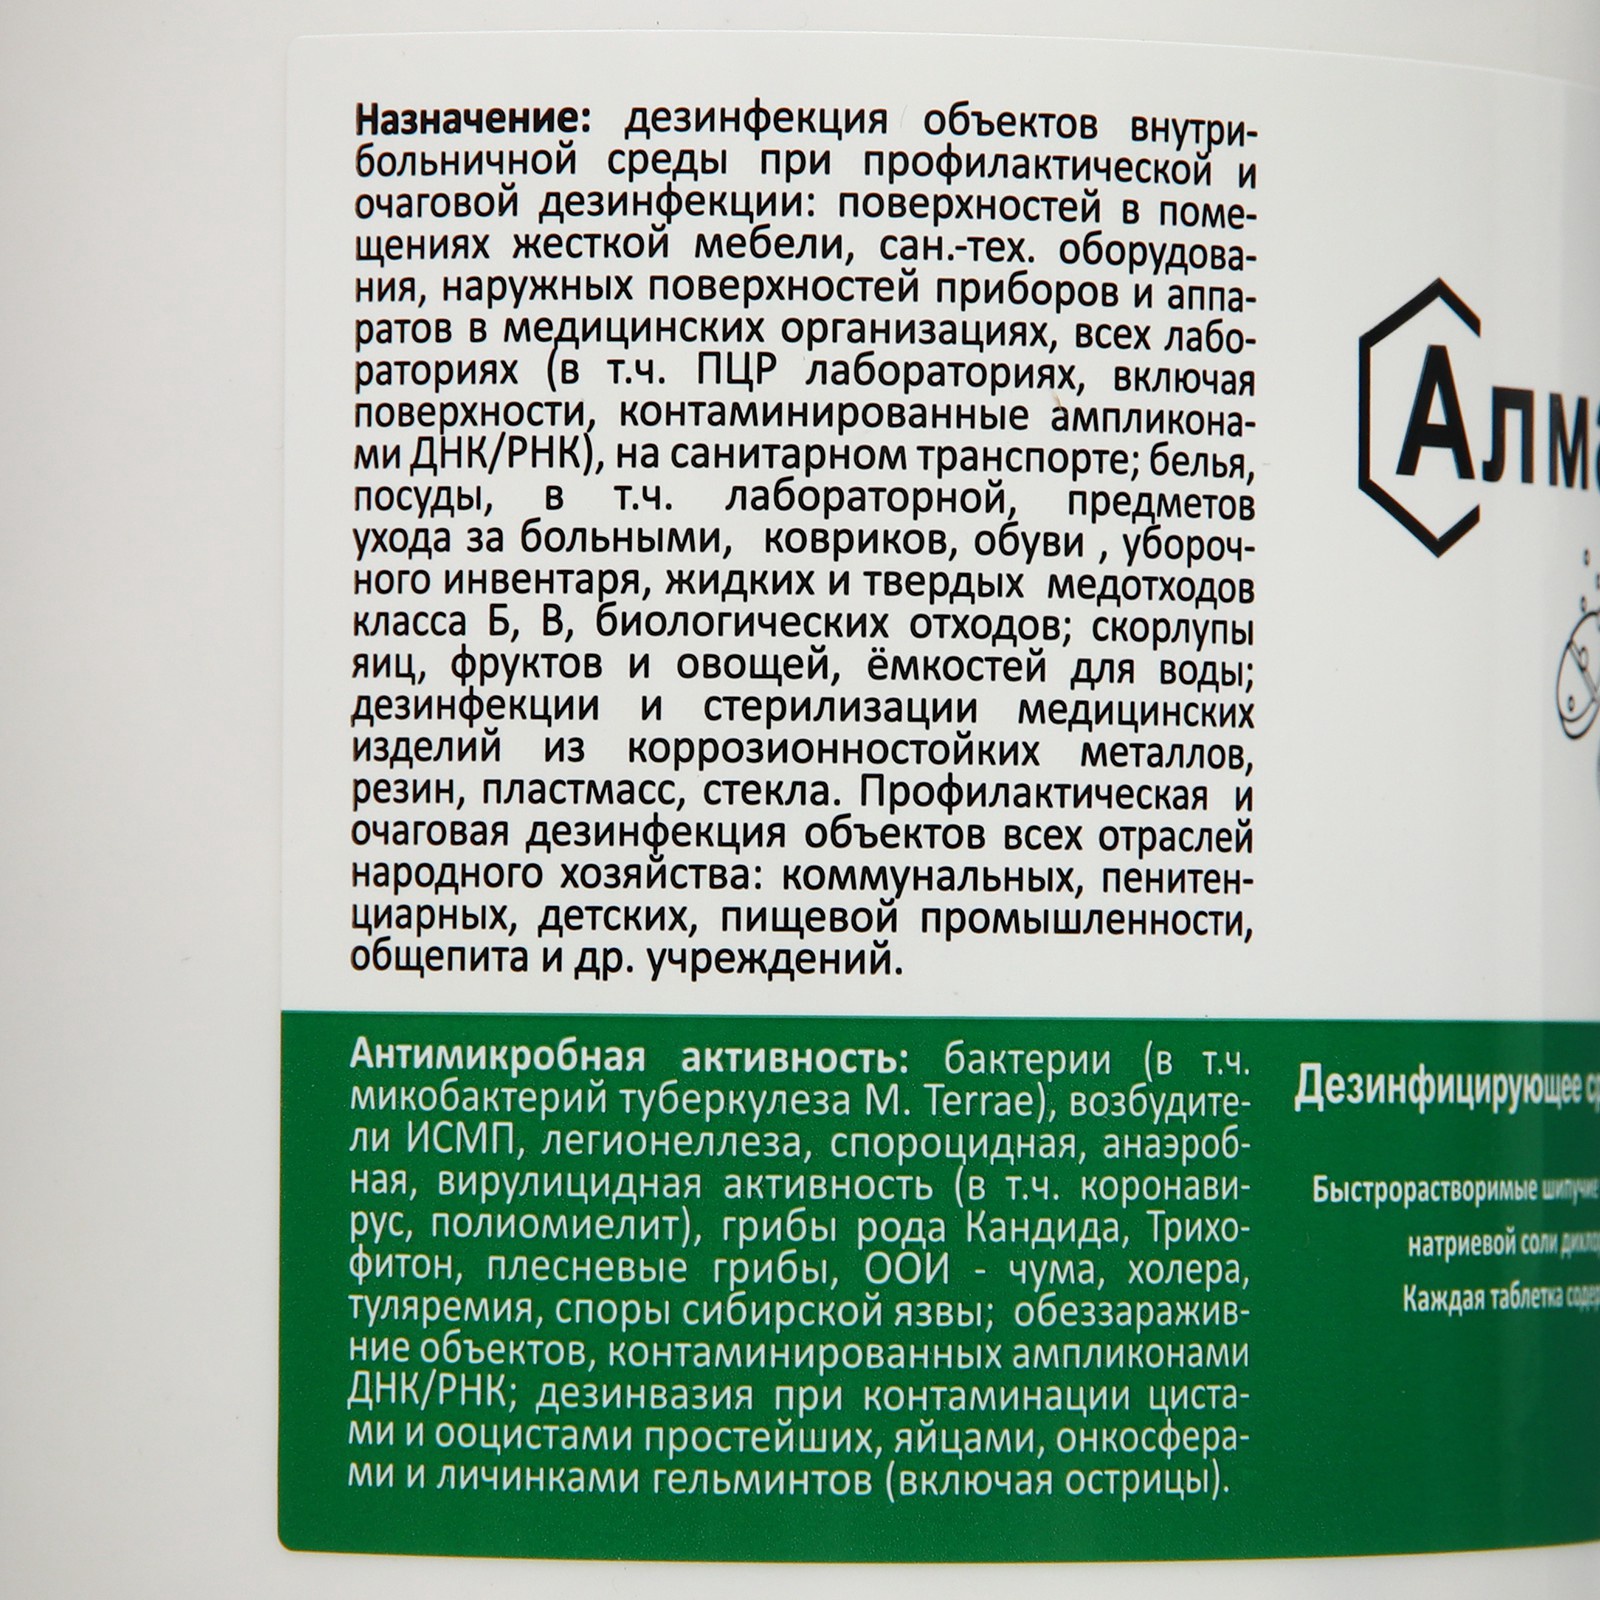 Назначение: дезинфекция объектов внутри-
больничной среды при профилактической и
очаговой дезинфекции: поверхностей в поме-
щениях жесткой мебели, сан.-тех. оборудова-
ния, наружных поверхностей приборов и аппа-
ратов в медицинских организациях, всех лабо-
раториях (в т.ч. ПЦР лабораториях, включая
поверхности, контаминированные ампликона-
ми ДНК/РНК), на санитарном транспорте; белья,
посуды, в т.ч. лабораторной, предметов
ухода за больными, ковриков, обуви , убороч-
ного инвентаря, жидких и твердых медотходов
класса Б, В, биологических отходов; скорлупы
яиц, фруктов и овощей, ёмкостей для воды;
дезинфекции и стерилизации медицинских
изделий из коррозионностойких металлов,
резин, пластмасс, стекла. Профилактическая и
очаговая дезинфекция объектов всех отраслей
народного хозяйства: коммунальных, пенитен-
циарных, детских, пищевой промышленности,
общепита и др. учреждений.
Антимикробная активность: бактерии (в т.ч.
микобактерий туберкулеза M. Terrae), возбудите-
ли ИСМП, легионеллеза, спороцидная, анаэроб-
ная, вирулицидная активность (в т.ч. коронави-
рус, полиомиелит), грибы рода Кандида, Трихо-
фитон, плесневые грибы, ООИ - чума, холера,
туляремия, споры сибирской язвы; обеззаражив-
ние объектов, контаминированных ампликонами
ДНК/РНК; дезинвазия при контаминации циста-
ми и ооцистами простейших, яйцами, онкосфера-
ми и личинками гельминтов (включая острицы).
Алма
Дезинфицирующее ср
Быстрорастворимые шипучие
натриевой соли дихло
Каждая таблетка содер